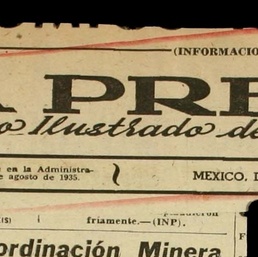 (INFORMACIO
A PRE
o Ilustrado de
e en la Administra-
e agosto de 1935.
MEXICO, D
friamente.—(INP).
ordinación Minera